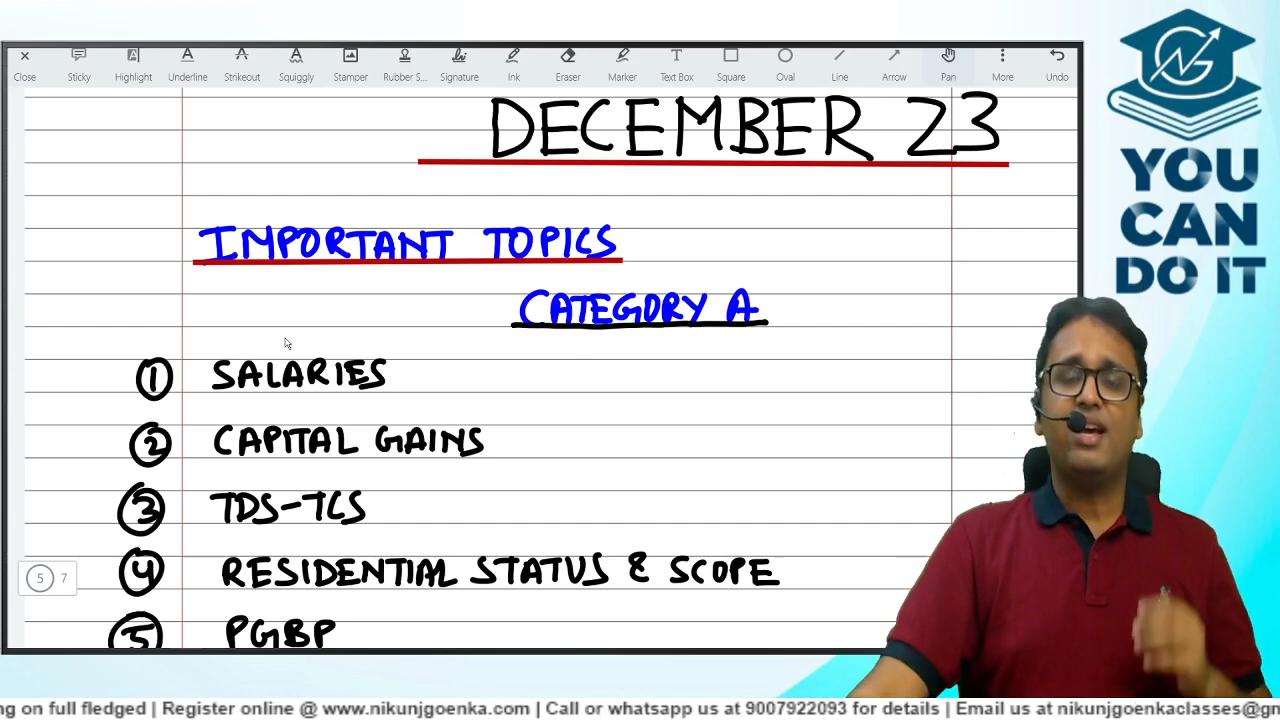 Close Sticky Highlight Underline Strikeout Squiggly Stamper Rubber S... Signature Ink Eraser Marker Text Box Square Oval Line Arrow Pan More Undo
DECEMBER 23
IMPORTANT TOPICS
CATEGORY A
1 SALARIES
2 CAPITAL GAINS
3 TDS-TCS
4 RESIDENTIAL STATUS & SCOPE
5 PGBP
5 7
YOU
CAN
DO IT
ng on full fledged | Register online @ www.nikunjgoenka.com | Call or whatsapp us at 9007922093 for details | Email us at nikunjgoenkaclasses@gm